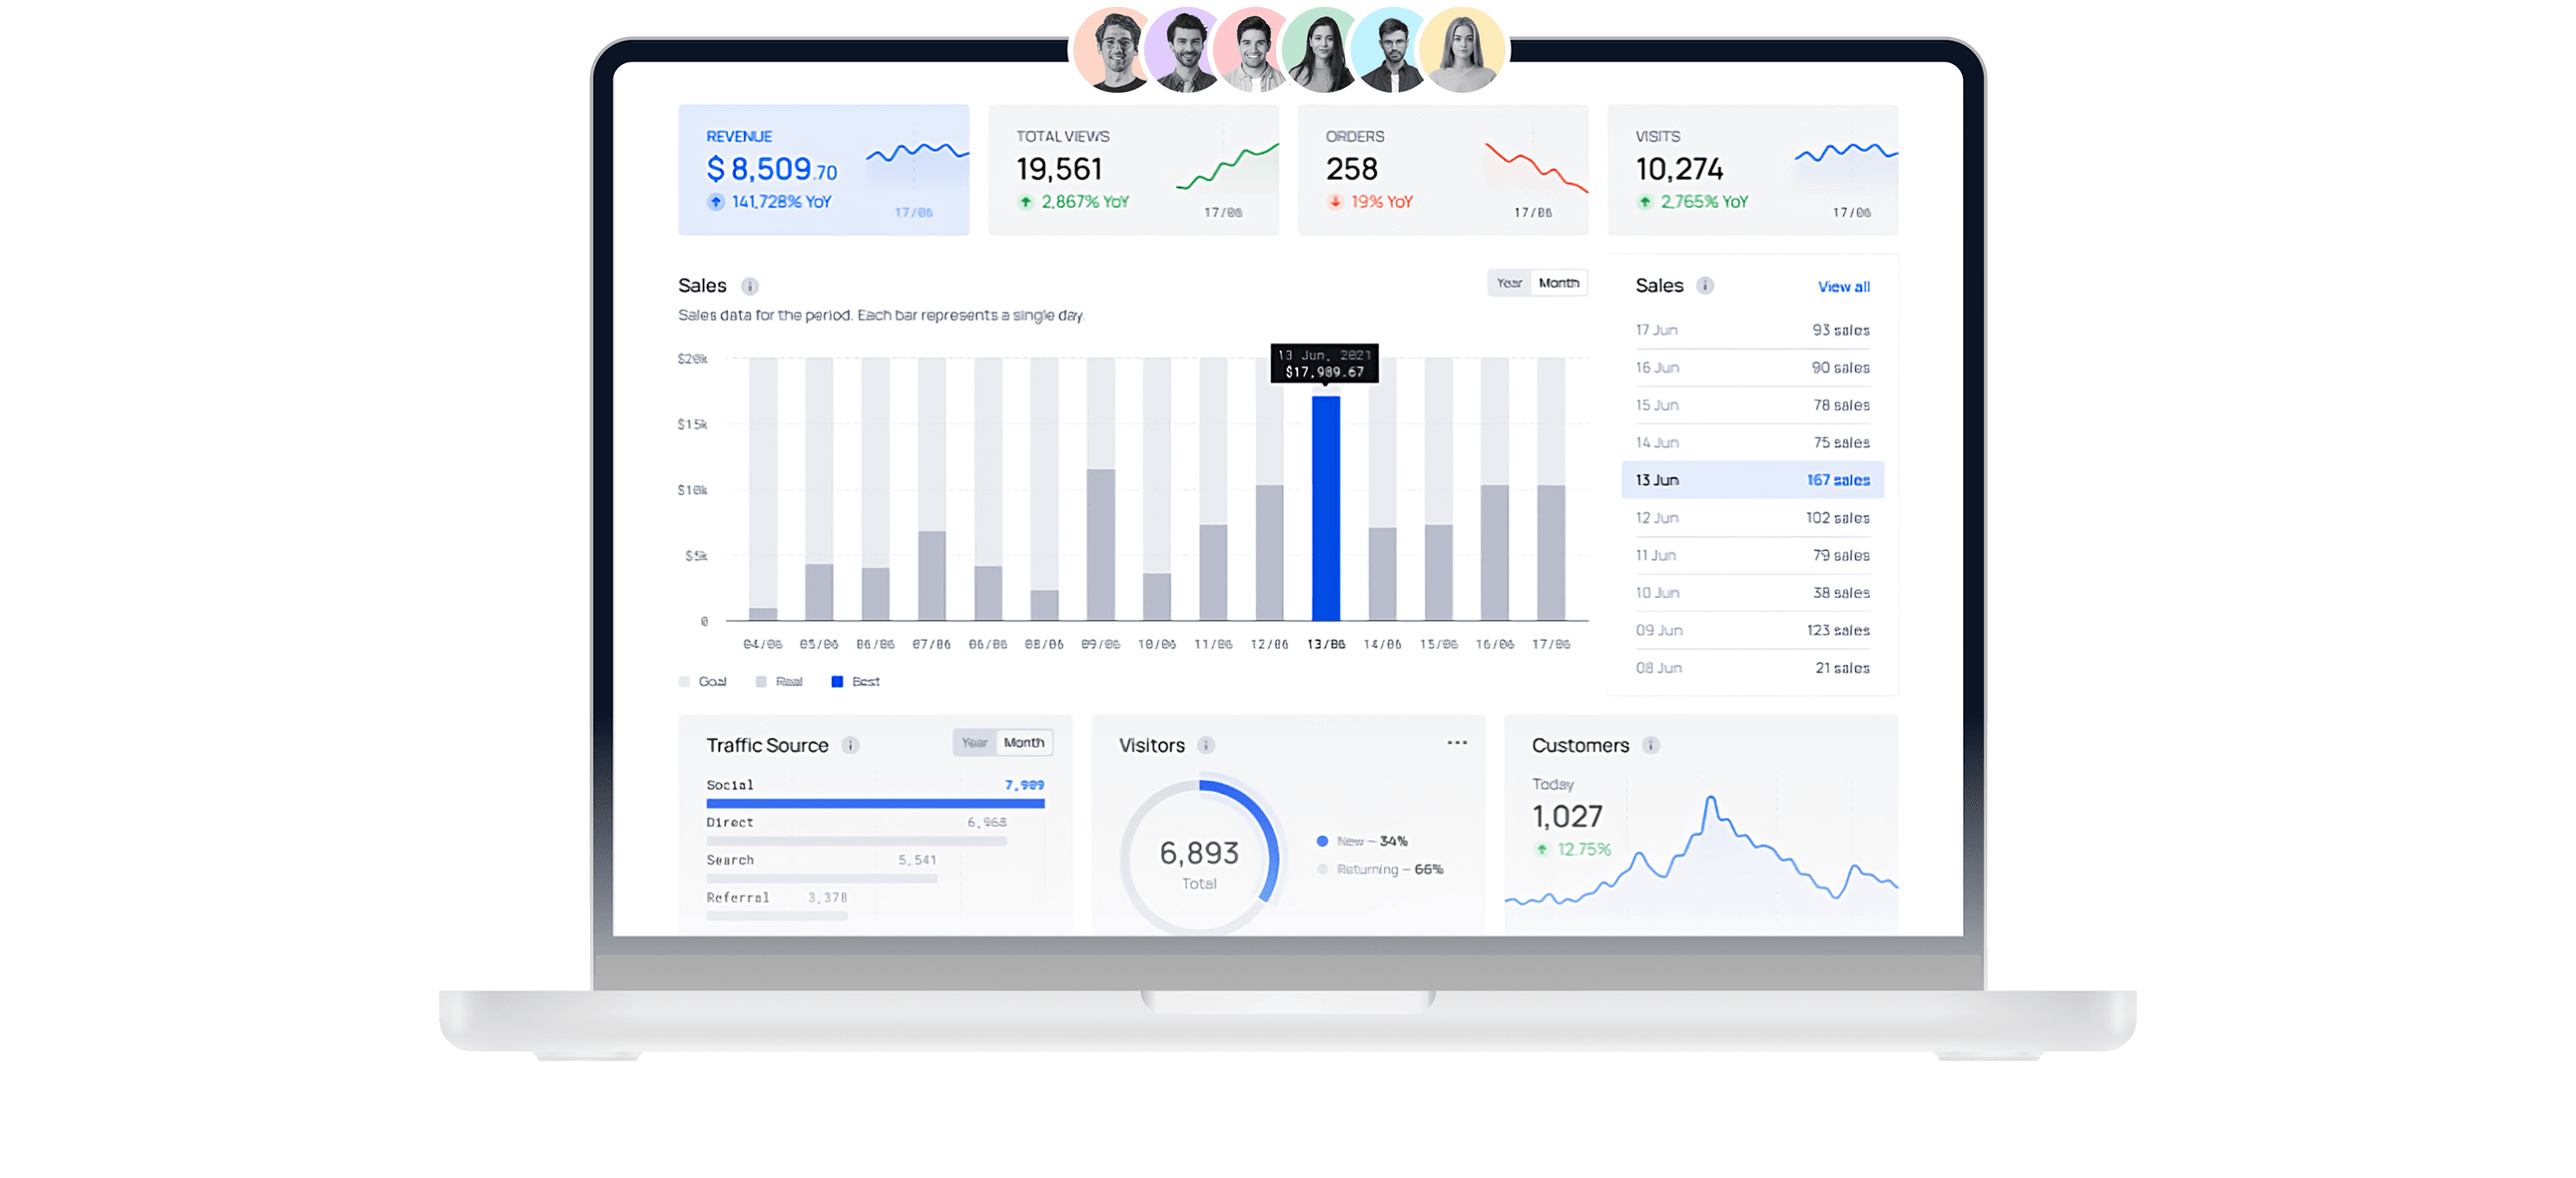 REVENUE
$ 8,509.70
141,728% YoY
17/06
TOTAL VIEWS
19,561
2,867% YoY
17/06
ORDERS
258
19% YoY
17/06
VISITS
10,274
2,765% YoY
17/06
Sales
Year Month
Sales data for the period. Each bar represents a single day.
$20k
$15k
$10k
$5k
0
13 Jun, 2021
$17,989.67
04/06 05/06 06/06 07/06 06/06 08/06 09/06 10/06 11/06 12/06 13/06 14/06 15/06 16/06 17/06
Goal Real Best
Sales View all
17 Jun 93 sales
16 Jun 90 sales
15 Jun 78 sales
14 Jun 75 sales
13 Jun 167 sales
12 Jun 102 sales
11 Jun 79 sales
10 Jun 38 sales
09 Jun 123 sales
08 Jun 21 sales
Traffic Source
Year Month
Social 7,989
Direct 6,968
Search 5,541
Referral 3,378
Visitors
6,893
Total
New – 34%
Returning – 66%
Customers
Today
1,027
12.75%